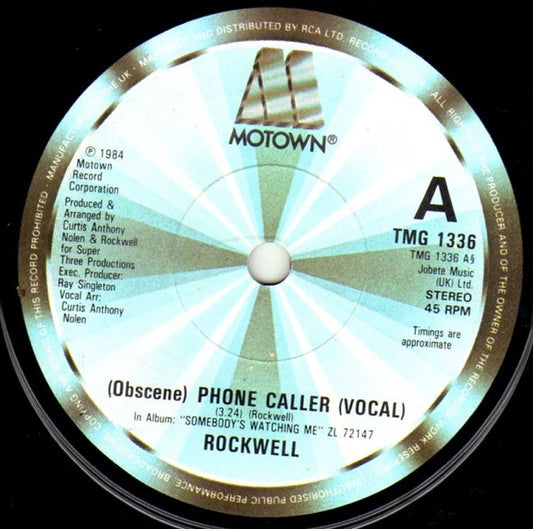 MANUFACTURED AND DISTRIBUTED BY RCA LTD. RECORD
ALL RIGHTS
THE PRODUCER AND OF THE OWNER OF THE RECORDED WORK RESERVED. UNAUTHORISED PUBLIC PERFORMANCE, BROADCASTING, COPYING AND
OF THIS RECORD PROHIBITED ·
UK ·
MOTOWN®
℗ 1984
Motown
Record
Corporation
Produced &
Arranged by
Curtis Anthony
Nolen & Rockwell
for Super
Three Productions
Exec. Producer:
Ray Singleton
Vocal Arr:
Curtis Anthony
Nolen
A
TMG 1336
TMG 1336 A§
Jobete Music
(UK) Ltd.
STEREO
45 RPM
Timings are
approximate
(Obscene) PHONE CALLER (VOCAL)
(3.24) (Rockwell)
In Album: "SOMEBODY'S WATCHING ME" ZL 72147
ROCKWELL